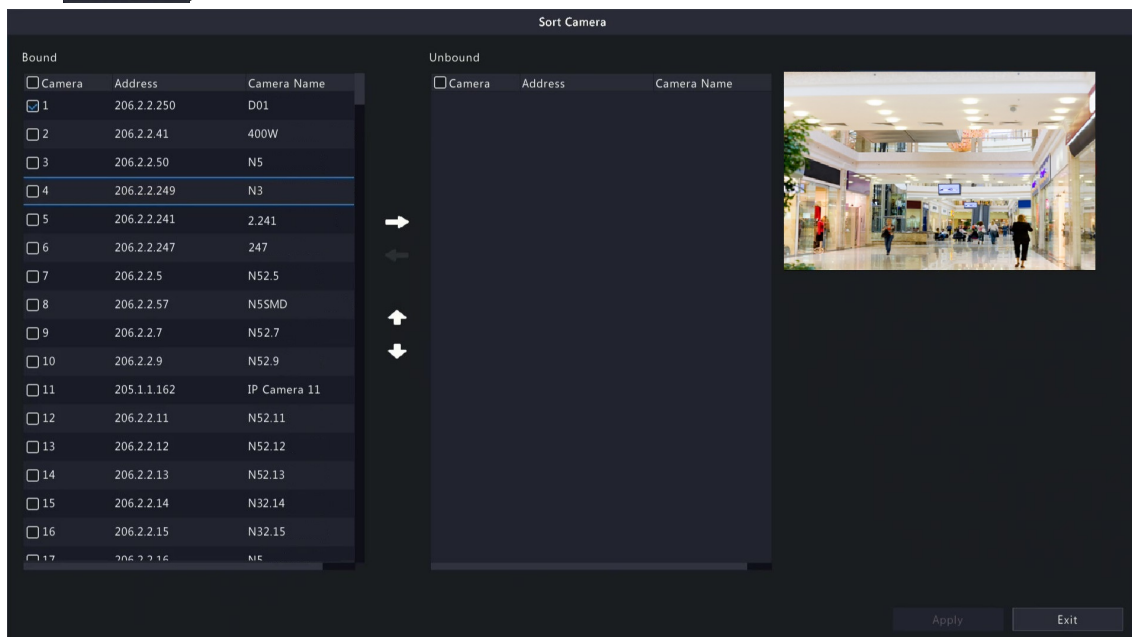 Sort Camera
Bound
Unbound
Camera Address Camera Name
1 206.2.2.250 D01
2 206.2.2.41 400W
3 206.2.2.50 N5
4 206.2.2.249 N3
5 206.2.2.241 2.241
6 206.2.2.247 247
7 206.2.2.5 N52.5
8 206.2.2.57 N5SMD
9 206.2.2.7 N52.7
10 206.2.2.9 N52.9
11 205.1.1.162 IP Camera 11
12 206.2.2.11 N52.11
13 206.2.2.12 N52.12
14 206.2.2.13 N52.13
15 206.2.2.14 N32.14
16 206.2.2.15 N32.15
17 206.2.2.16 N5
Camera Address Camera Name
Apply Exit